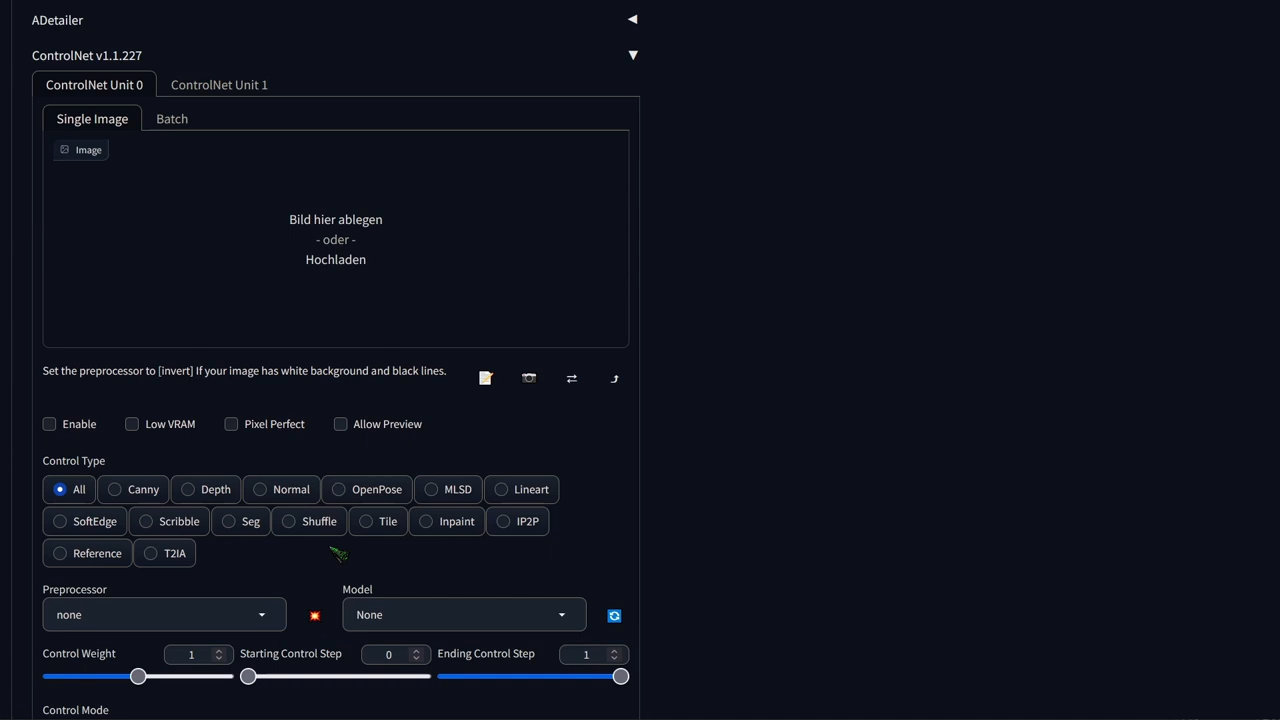 ADetailer
ControlNet v1.1.227
ControlNet Unit 0 ControlNet Unit 1
Single Image Batch
Image
Bild hier ablegen
- oder -
Hochladen
Set the preprocessor to [invert] If your image has white background and black lines.
Enable Low VRAM Pixel Perfect Allow Preview
Control Type
All Canny Depth Normal OpenPose MLSD Lineart
SoftEdge Scribble Seg Shuffle Tile Inpaint IP2P
Reference T2IA
Preprocessor Model
none None
Control Weight 1 Starting Control Step 0 Ending Control Step 1
Control Mode